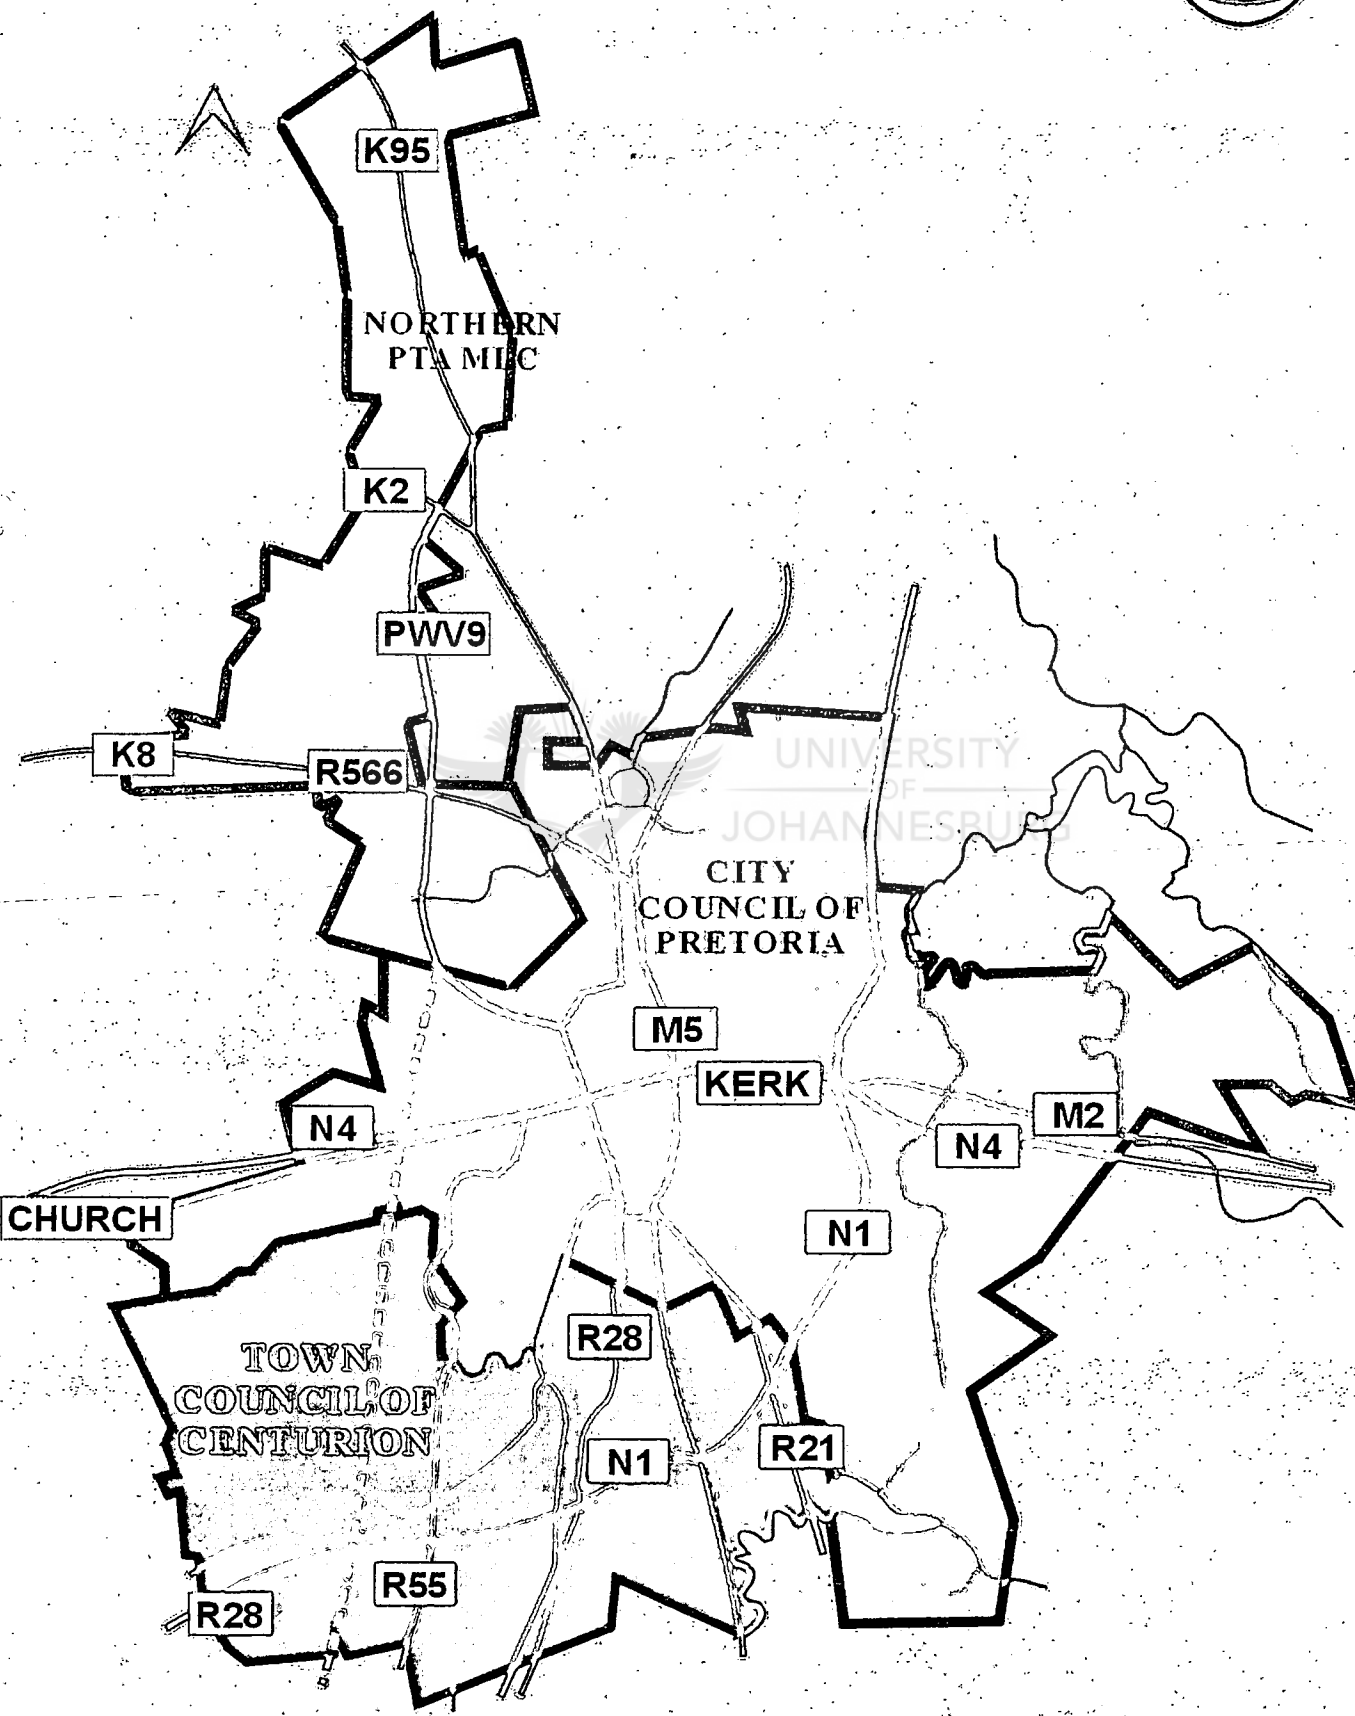 K95
NORTHERN
PTA MLC
K2
PWV9
K8
R566
UNIVERSITY
OF
JOHANNESBURG
CITY
COUNCIL OF
PRETORIA
M5
KERK
N4
M2
N4
CHURCH
N1
R28
TOWN
COUNCIL OF
CENTURION
N1
R21
R55
R28